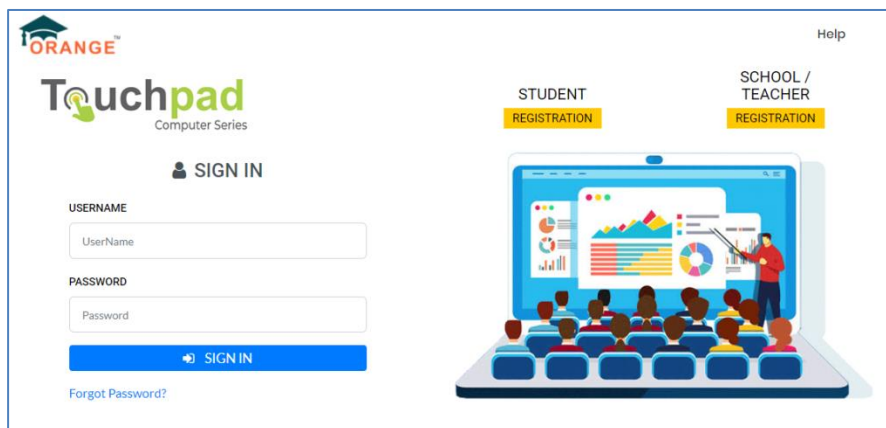 ORANGE™
Help
Touchpad
Computer Series
SIGN IN
USERNAME
UserName
PASSWORD
Password
SIGN IN
Forgot Password?
STUDENT
REGISTRATION
SCHOOL /
TEACHER
REGISTRATION